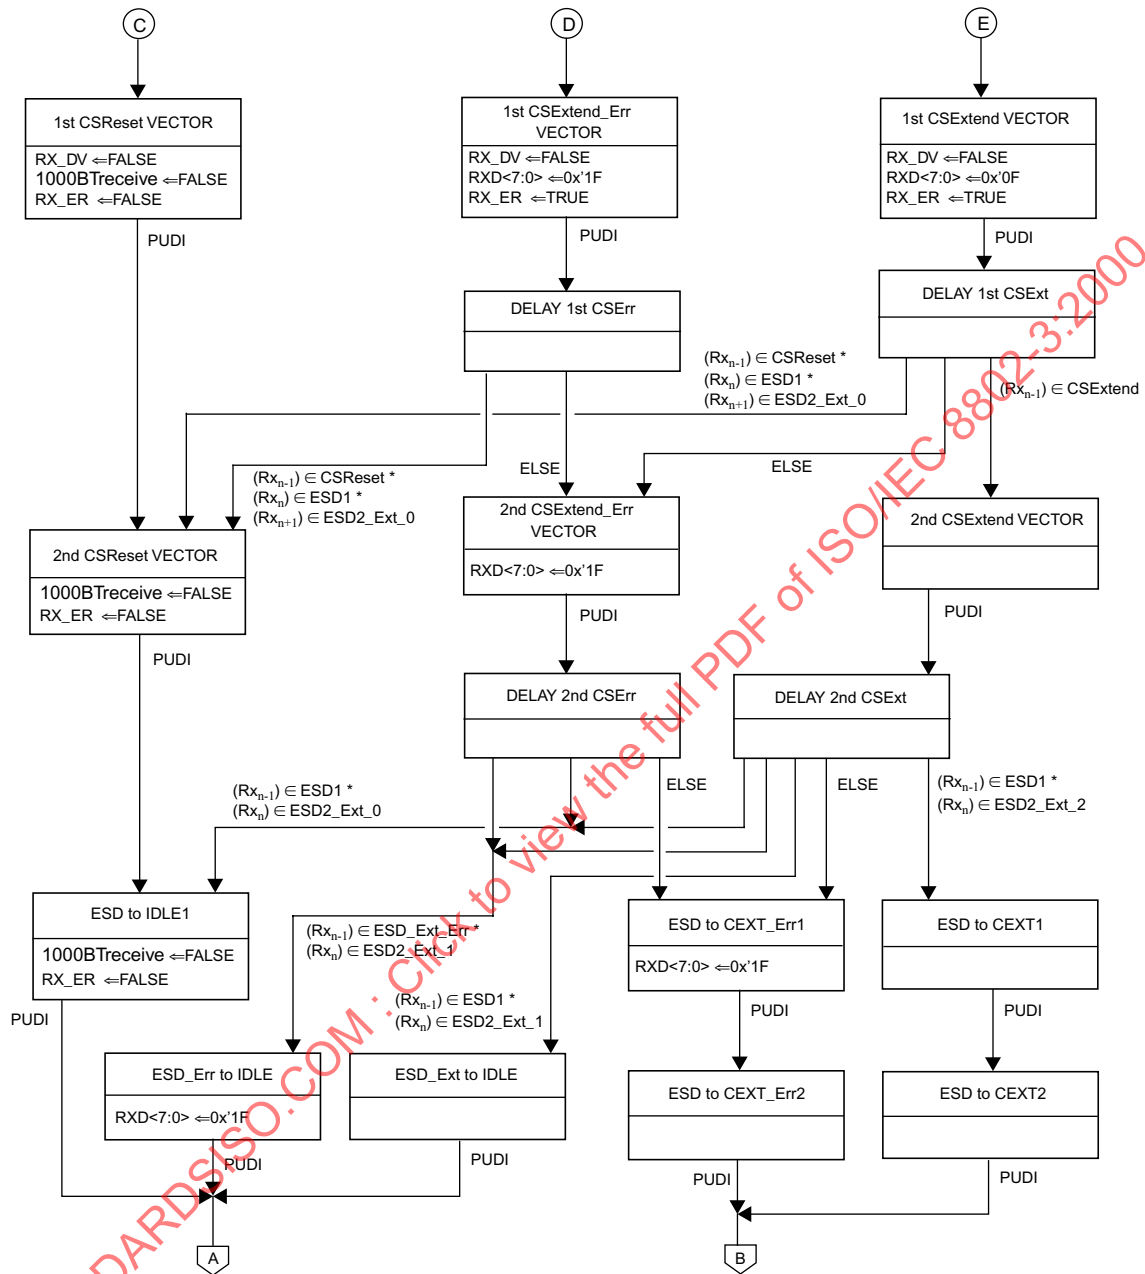 C
D
E
1st CSReset VECTOR
RX_DV ⇐FALSE
1000BTreceive ⇐FALSE
RX_ER ⇐FALSE
PUDI
1st CSExtend_Err
VECTOR
RX_DV ⇐FALSE
RXD<7:0> ⇐0x'1F
RX_ER ⇐TRUE
PUDI
1st CSExtend VECTOR
RX_DV ⇐FALSE
RXD<7:0> ⇐0x'0F
RX_ER ⇐TRUE
PUDI
DELAY 1st CSErr
DELAY 1st CSExt
(Rxn-1) ∈ CSReset *
(Rxn) ∈ ESD1 *
(Rxn+1) ∈ ESD2_Ext_0
(Rxn-1) ∈ CSExtend
ELSE
ELSE
(Rxn-1) ∈ CSReset *
(Rxn) ∈ ESD1 *
(Rxn+1) ∈ ESD2_Ext_0
2nd CSReset VECTOR
1000BTreceive ⇐FALSE
RX_ER ⇐FALSE
PUDI
2nd CSExtend_Err
VECTOR
RXD<7:0> ⇐0x'1F
PUDI
2nd CSExtend VECTOR
PUDI
DELAY 2nd CSErr
DELAY 2nd CSExt
(Rxn-1) ∈ ESD1 *
(Rxn) ∈ ESD2_Ext_0
ELSE
ELSE
(Rxn-1) ∈ ESD1 *
(Rxn) ∈ ESD2_Ext_2
ESD to IDLE1
1000BTreceive ⇐FALSE
RX_ER ⇐FALSE
PUDI
(Rxn-1) ∈ ESD_Ext_Err *
(Rxn) ∈ ESD2_Ext_1
(Rxn-1) ∈ ESD1 *
(Rxn) ∈ ESD2_Ext_1
ESD to CEXT_Err1
RXD<7:0> ⇐0x'1F
PUDI
ESD to CEXT1
PUDI
ESD_Err to IDLE
RXD<7:0> ⇐0x'1F
PUDI
ESD_Ext to IDLE
PUDI
ESD to CEXT_Err2
PUDI
ESD to CEXT2
PUDI
A
B
DARDSISO.COM : Click to view the full PDF of ISO/IEC 8802-3:2000